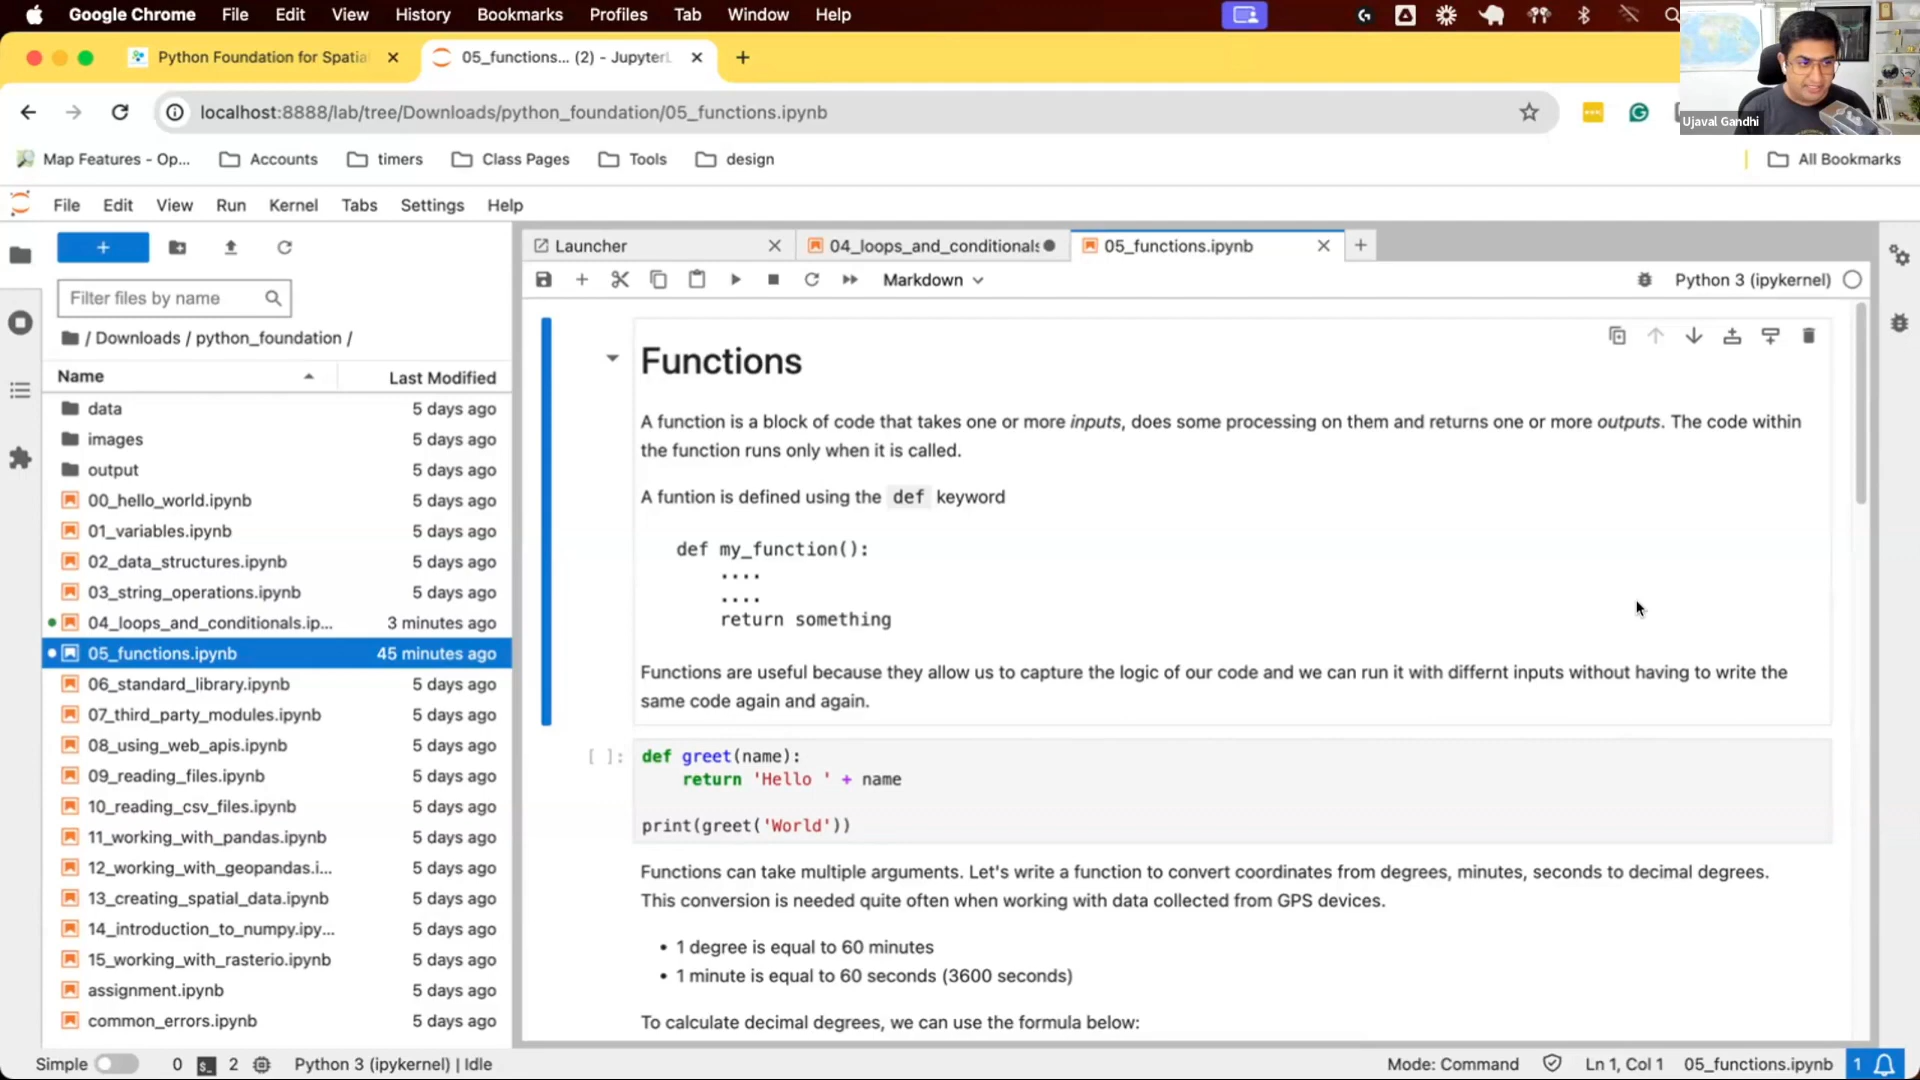 Google Chrome File Edit View History Bookmarks Profiles Tab Window Help
Ujaval Gandhi
Python Foundation for Spatia
05_functions... (2) - JupyterL
localhost:8888/lab/tree/Downloads/python_foundation/05_functions.ipynb
Map Features - Op... Accounts timers Class Pages Tools design All Bookmarks
File Edit View Run Kernel Tabs Settings Help
Filter files by name
/ Downloads / python_foundation /
Name Last Modified
data 5 days ago
images 5 days ago
output 5 days ago
00_hello_world.ipynb 5 days ago
01_variables.ipynb 5 days ago
02_data_structures.ipynb 5 days ago
03_string_operations.ipynb 5 days ago
04_loops_and_conditionals.ip... 3 minutes ago
05_functions.ipynb 45 minutes ago
06_standard_library.ipynb 5 days ago
07_third_party_modules.ipynb 5 days ago
08_using_web_apis.ipynb 5 days ago
09_reading_files.ipynb 5 days ago
10_reading_csv_files.ipynb 5 days ago
11_working_with_pandas.ipynb 5 days ago
12_working_with_geopandas.i... 5 days ago
13_creating_spatial_data.ipynb 5 days ago
14_introduction_to_numpy.ipy... 5 days ago
15_working_with_rasterio.ipynb 5 days ago
assignment.ipynb 5 days ago
common_errors.ipynb 5 days ago
Launcher 04_loops_and_conditionals 05_functions.ipynb
Markdown Python 3 (ipykernel)
Functions
A function is a block of code that takes one or more inputs, does some processing on them and returns one or more outputs. The code within
the function runs only when it is called.
A funtion is defined using the def keyword
def my_function():
....
....
return something
Functions are useful because they allow us to capture the logic of our code and we can run it with differnt inputs without having to write the
same code again and again.
[ ]: def greet(name):
return 'Hello ' + name
print(greet('World'))
Functions can take multiple arguments. Let's write a function to convert coordinates from degrees, minutes, seconds to decimal degrees.
This conversion is needed quite often when working with data collected from GPS devices.
• 1 degree is equal to 60 minutes
• 1 minute is equal to 60 seconds (3600 seconds)
To calculate decimal degrees, we can use the formula below:
Simple 0 2 Python 3 (ipykernel) | Idle Mode: Command Ln 1, Col 1 05_functions.ipynb 1